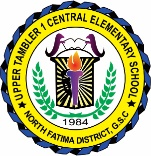 UPPER TAMBLER 1 CENTRAL ELEMENTARY SCHOOL
1984
NORTH FATIMA DISTRICT, G.S.C